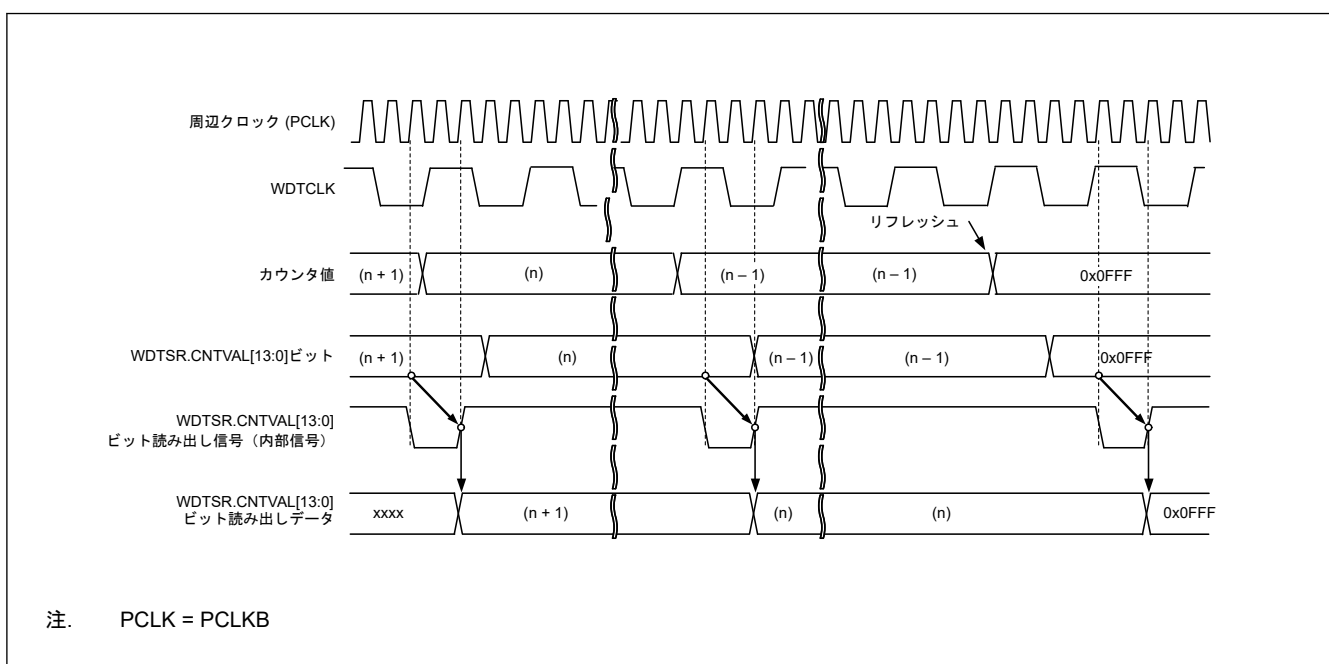 周辺クロック (PCLK)
WDTCLK
リフレッシュ
カウンタ値
(n + 1)
(n)
(n – 1)
(n – 1)
0x0FFF
WDTSR.CNTVAL[13:0]ビット
(n + 1)
(n)
(n – 1)
(n – 1)
0x0FFF
WDTSR.CNTVAL[13:0]
ビット読み出し信号（内部信号）
WDTSR.CNTVAL[13:0]
ビット読み出しデータ
xxxx
(n + 1)
(n)
(n)
0x0FFF
注. PCLK = PCLKB